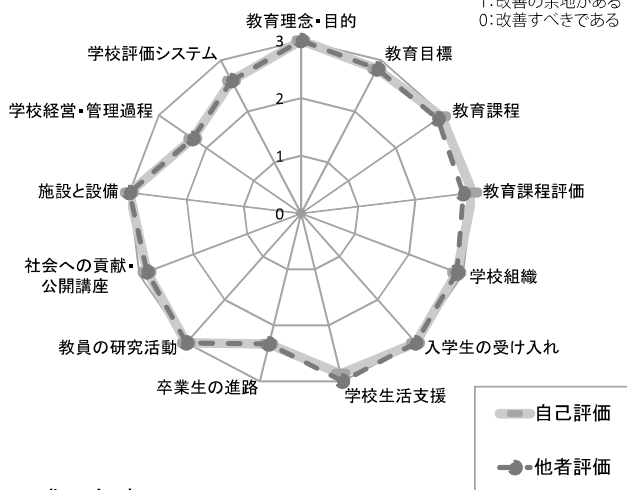 1:改善の余地がある
0:改善すべきである
教育理念・目的
学校評価システム
教育目標
学校経営・管理過程
教育課程
施設と設備
教育課程評価
社会への貢献・
公開講座
学校組織
教員の研究活動
入学生の受け入れ
卒業生の進路
学校生活支援
3
2
1
0
自己評価
他者評価